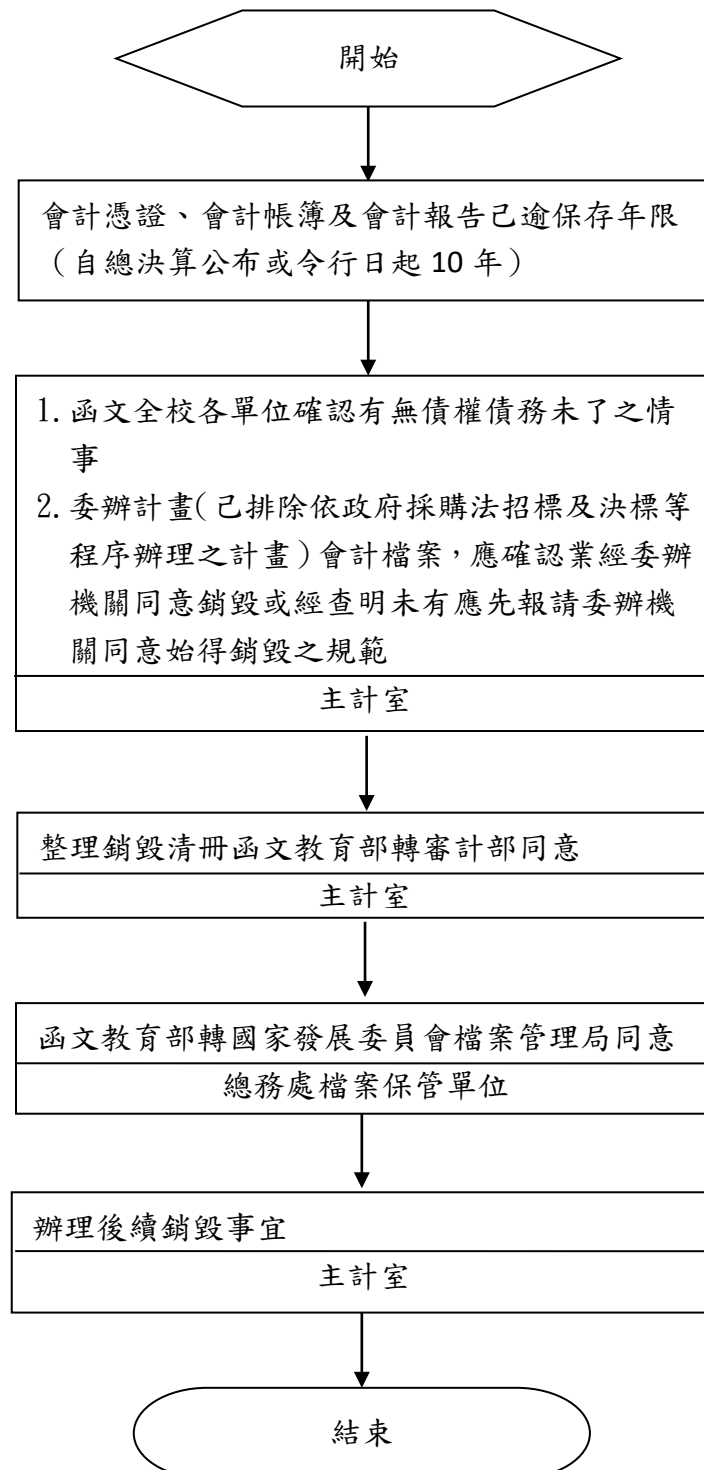 開始
會計憑證、會計帳簿及會計報告已逾保存年限
（自總決算公布或令行日起 10 年）
1. 函文全校各單位確認有無債權債務未了之情
事
2. 委辦計畫(已排除依政府採購法招標及決標等
程序辦理之計畫)會計檔案，應確認業經委辦
機關同意銷毀或經查明未有應先報請委辦機
關同意始得銷毀之規範
主計室
整理銷毀清冊函文教育部轉審計部同意
主計室
函文教育部轉國家發展委員會檔案管理局同意
總務處檔案保管單位
辦理後續銷毀事宜
主計室
結束